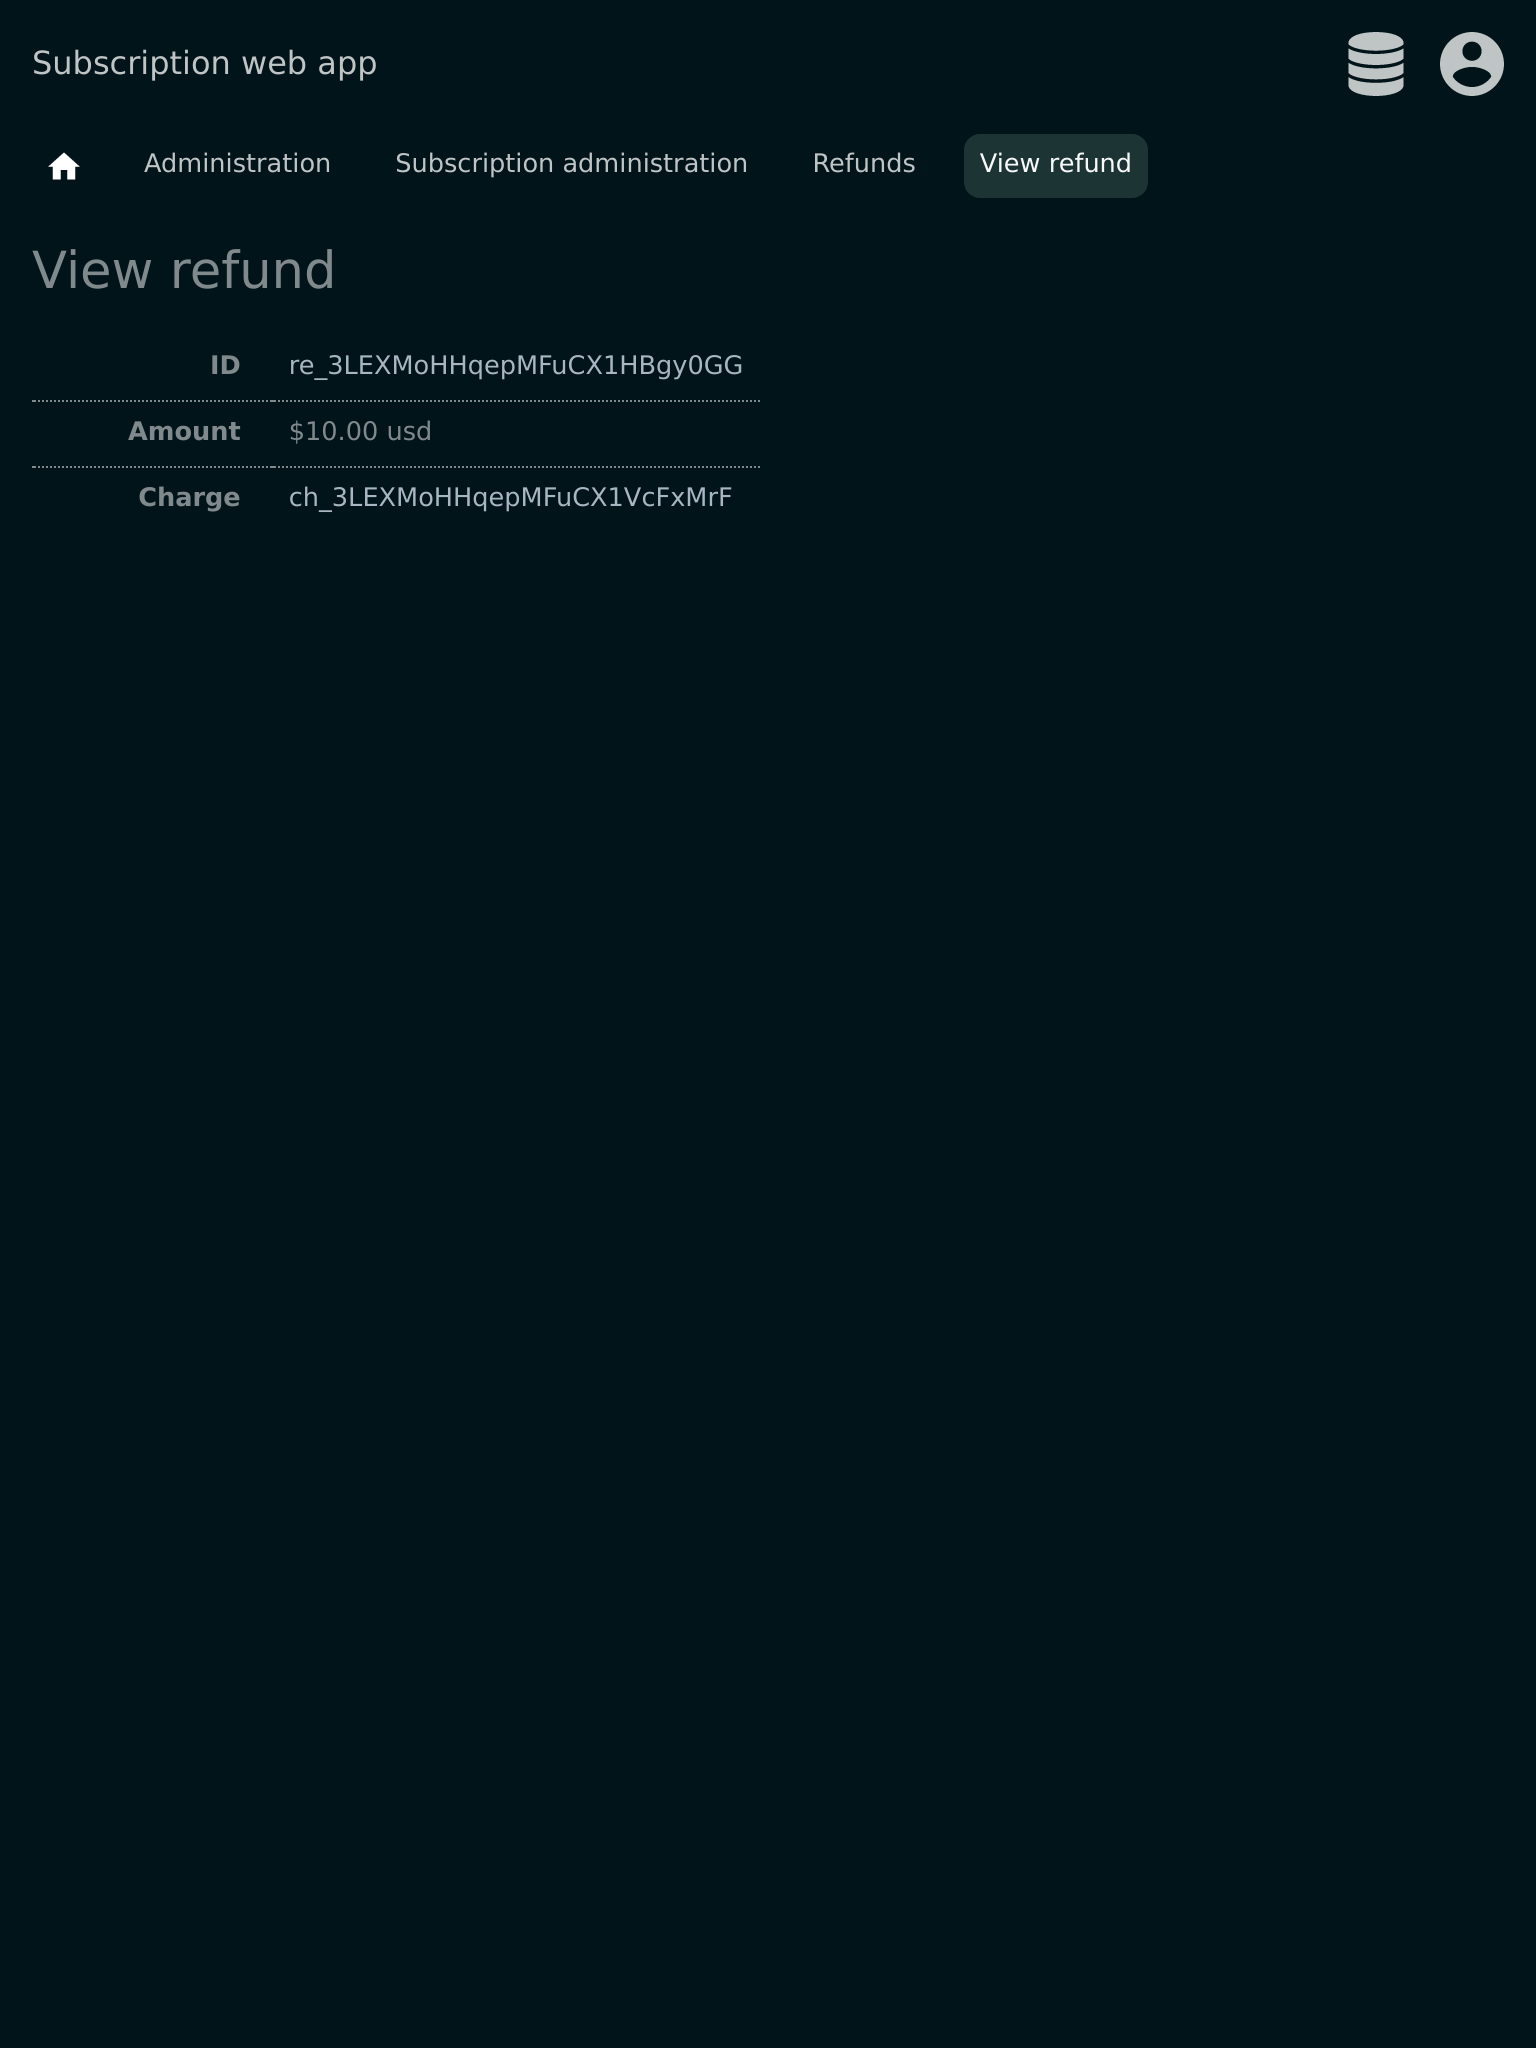 Subscription web app
Administration Subscription administration Refunds View refund
View refund
ID re_3LEXMoHHqepMFuCX1HBgy0GG
Amount $10.00 usd
Charge ch_3LEXMoHHqepMFuCX1VcFxMrF